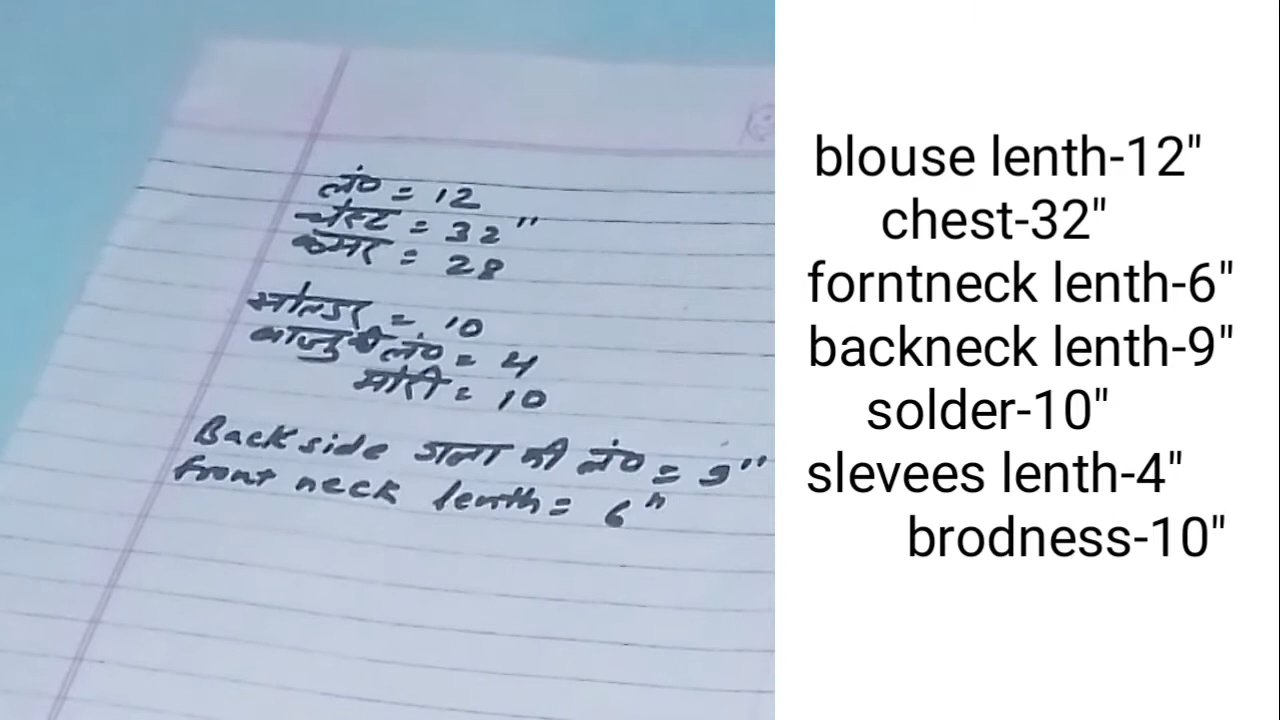 लं० = 12
चेस्ट = 32"
कमर = 28
सोल्डर = 10
बाजु की लं० = 4
मोरी = 10
Back side गला की लं० = 9"
front neck lenth = 6"
blouse lenth-12"
chest-32"
forntneck lenth-6"
backneck lenth-9"
solder-10"
slevees lenth-4"
brodness-10"